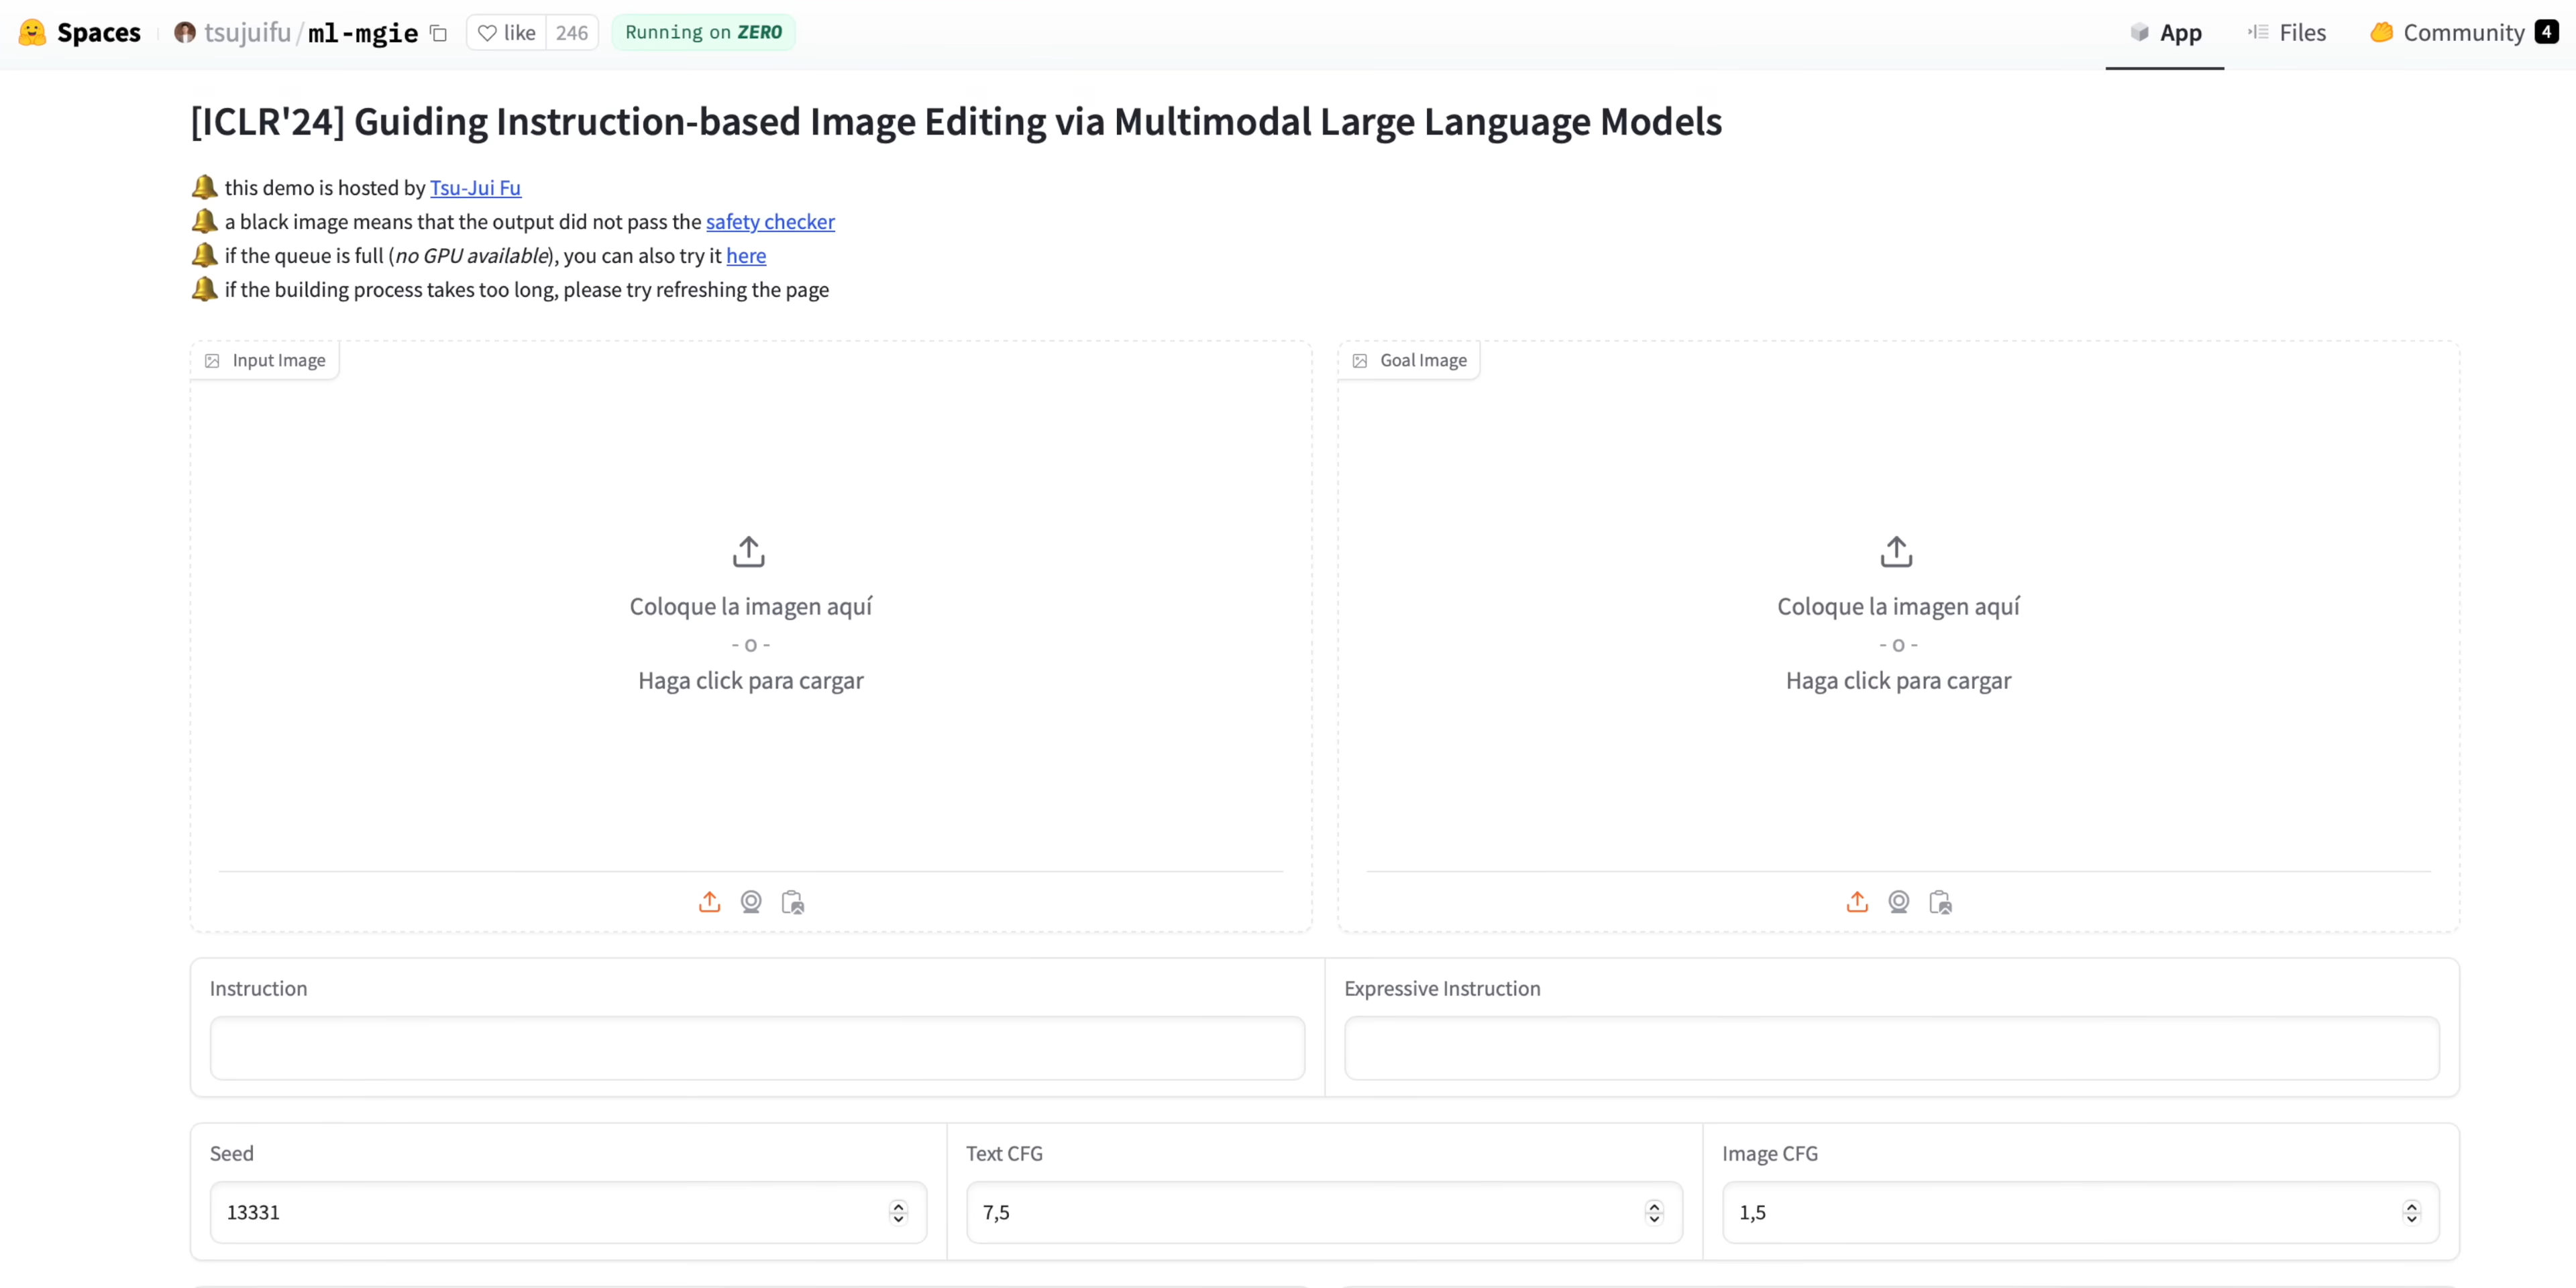 Spaces tsujuifu/ml-mgie like 246 Running on ZERO App Files Community 4
[ICLR'24] Guiding Instruction-based Image Editing via Multimodal Large Language Models
this demo is hosted by Tsu-Jui Fu
a black image means that the output did not pass the safety checker
if the queue is full (no GPU available), you can also try it here
if the building process takes too long, please try refreshing the page
Input Image
Coloque la imagen aquí
- o -
Haga click para cargar
Goal Image
Coloque la imagen aquí
- o -
Haga click para cargar
Instruction
Expressive Instruction
Seed
13331
Text CFG
7,5
Image CFG
1,5